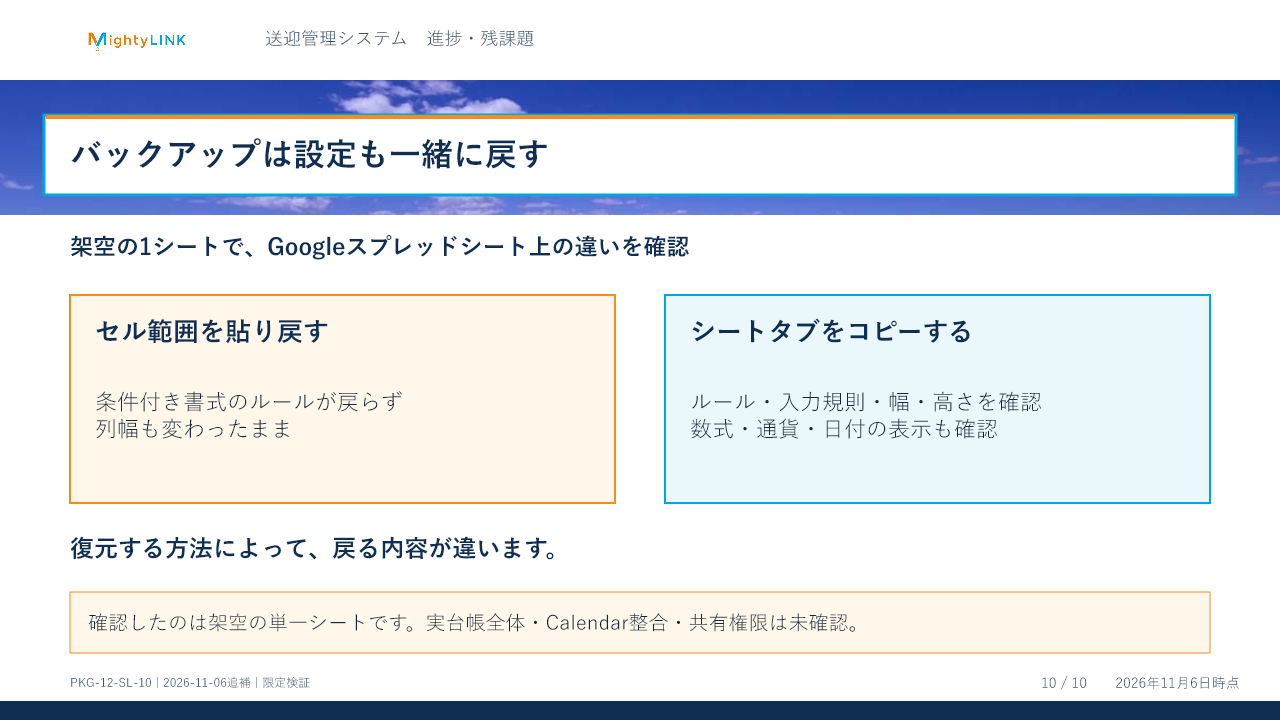 MightyLINK
送迎管理システム 進捗・残課題
バックアップは設定も一緒に戻す
架空の1シートで、Googleスプレッドシート上の違いを確認
セル範囲を貼り戻す
条件付き書式のルールが戻らず
列幅も変わったまま
シートタブをコピーする
ルール・入力規則・幅・高さを確認
数式・通貨・日付の表示も確認
復元する方法によって、戻る内容が違います。
確認したのは架空の単一シートです。実台帳全体・Calendar整合・共有権限は未確認。
PKG-12-SL-10 | 2026-11-06追補 | 限定検証
10 / 10 2026年11月6日時点